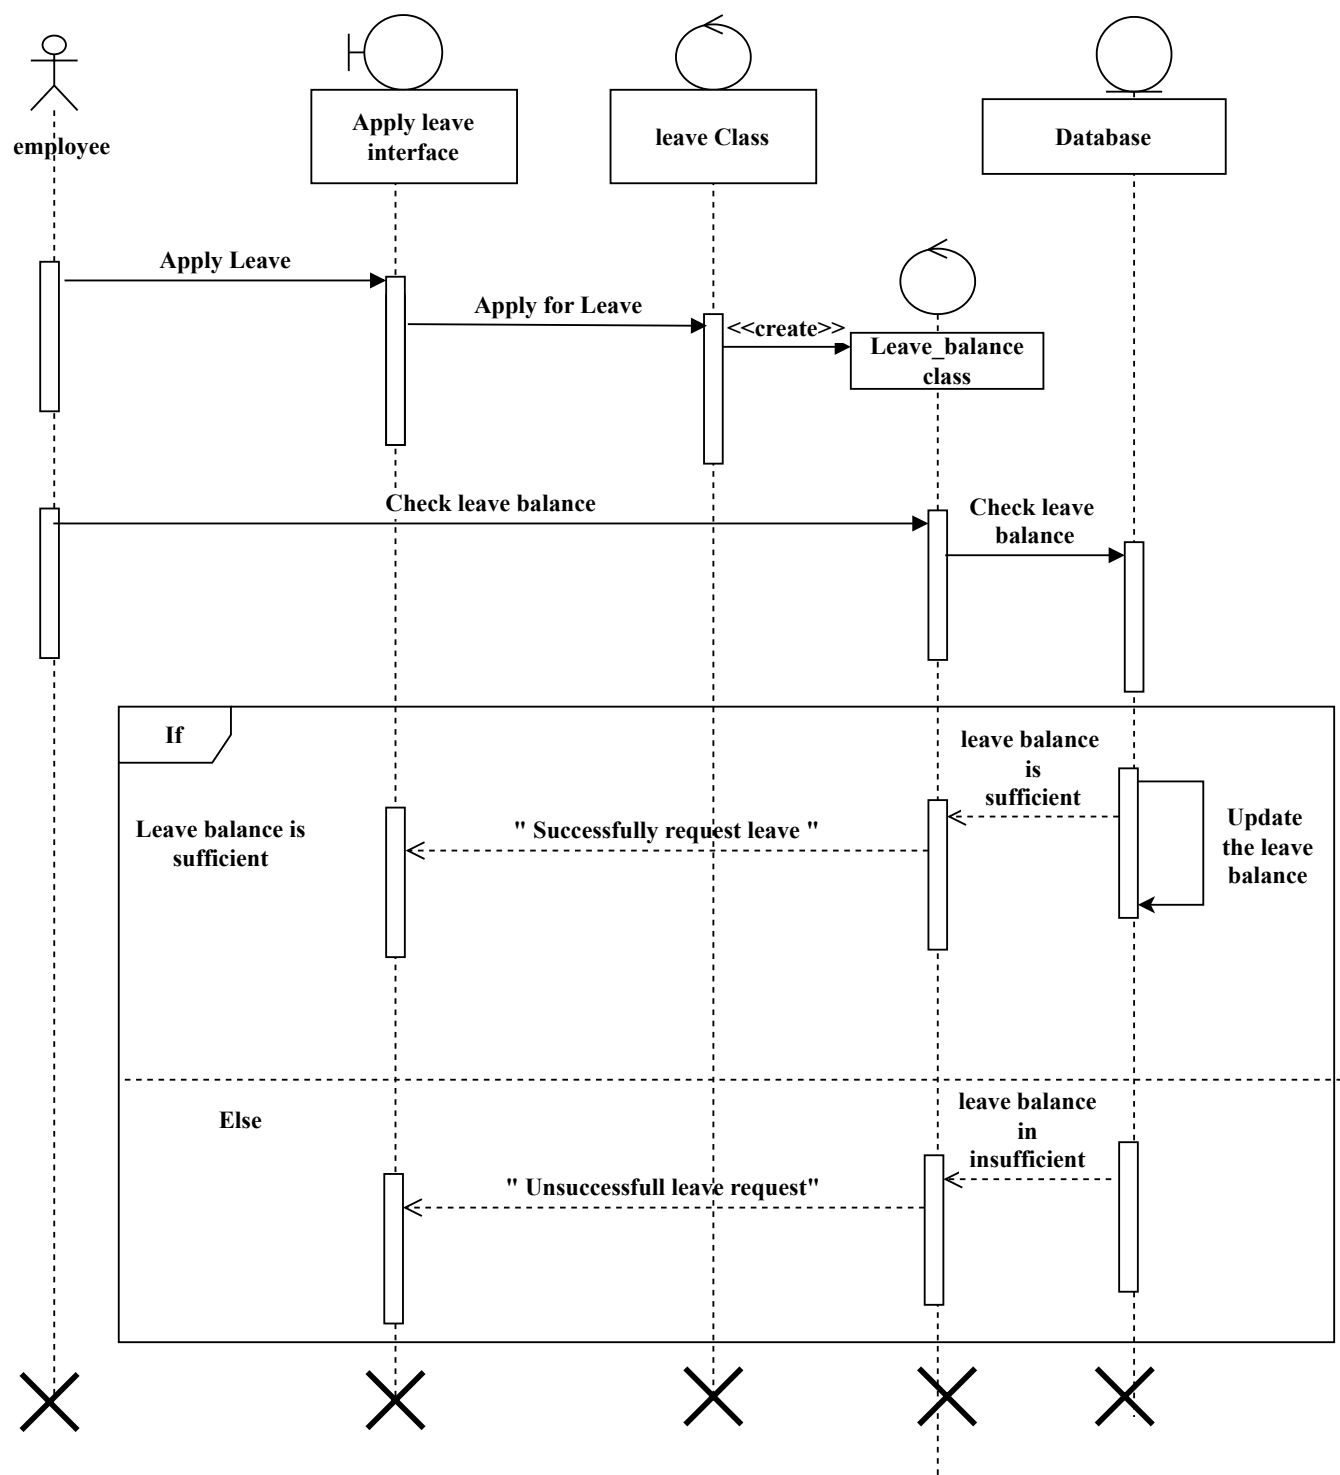 employee
Apply leave
interface
leave Class
Database
Apply Leave
Apply for Leave
<<create>>
Leave_balance
class
Check leave balance
Check leave
balance
If
leave balance
is
sufficient
Leave balance is
sufficient
" Successfully request leave "
Update
the leave
balance
Else
leave balance
in
insufficient
" Unsuccessfull leave request"